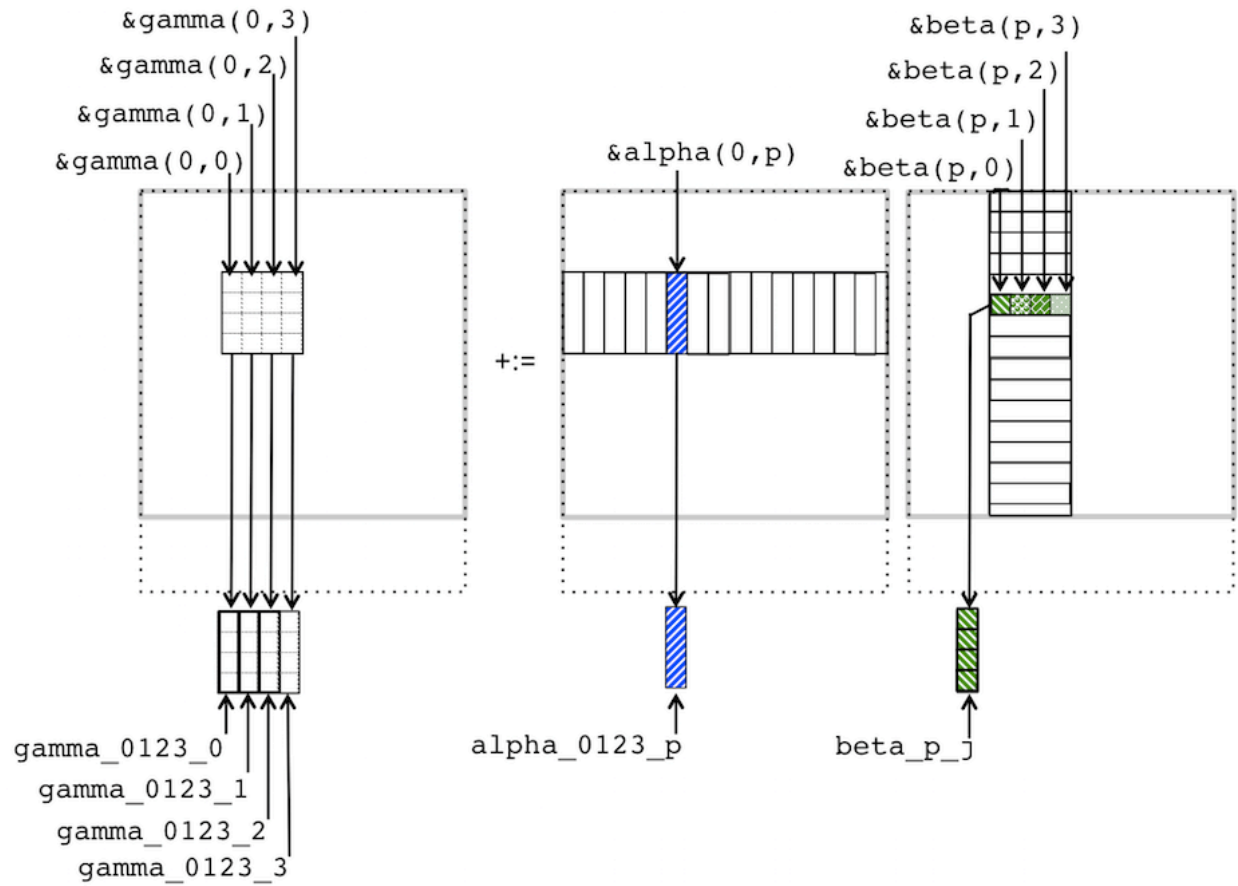 &gamma(0,3)
&gamma(0,2)
&gamma(0,1)
&gamma(0,0)
&alpha(0,p)
&beta(p,3)
&beta(p,2)
&beta(p,1)
&beta(p,0)
+:=
gamma_0123_0
gamma_0123_1
gamma_0123_2
gamma_0123_3
alpha_0123_p
beta_p_j